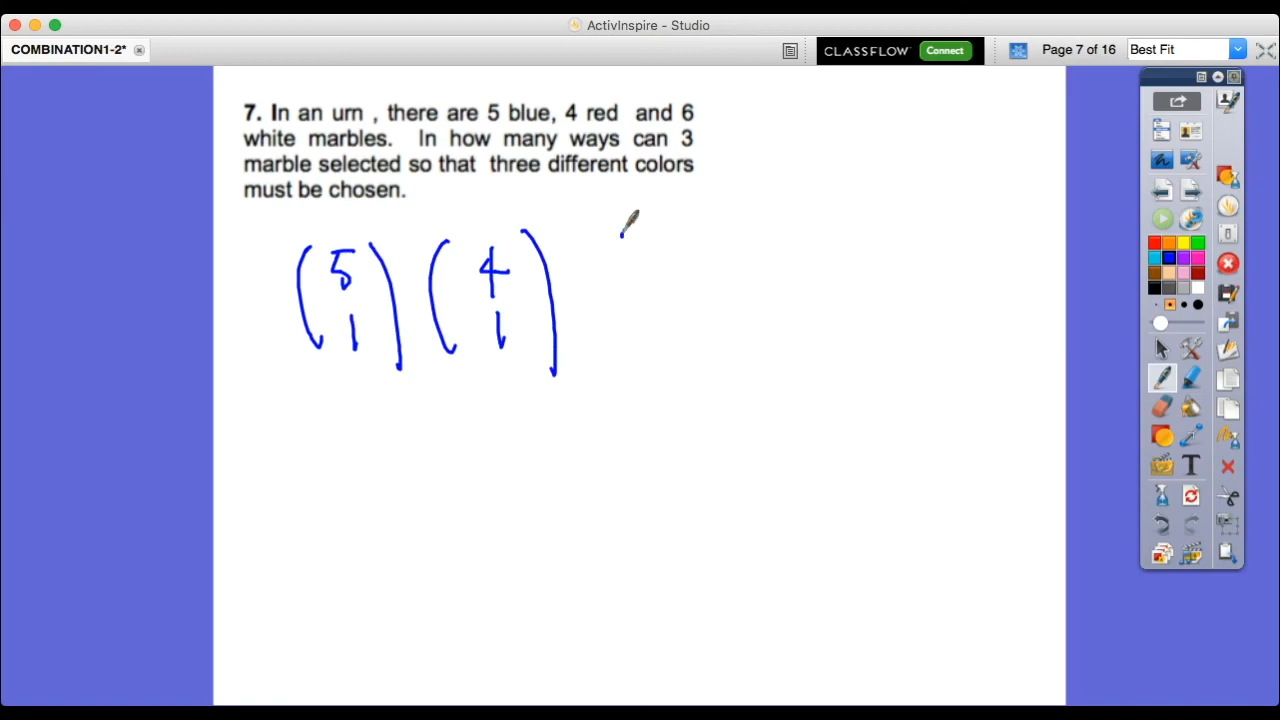 ActivInspire - Studio
COMBINATION1-2*
CLASSFLOW Connect Page 7 of 16 Best Fit
7. In an urn , there are 5 blue, 4 red and 6
white marbles. In how many ways can 3
marble selected so that three different colors
must be chosen.
(5 1) (4 1)
T